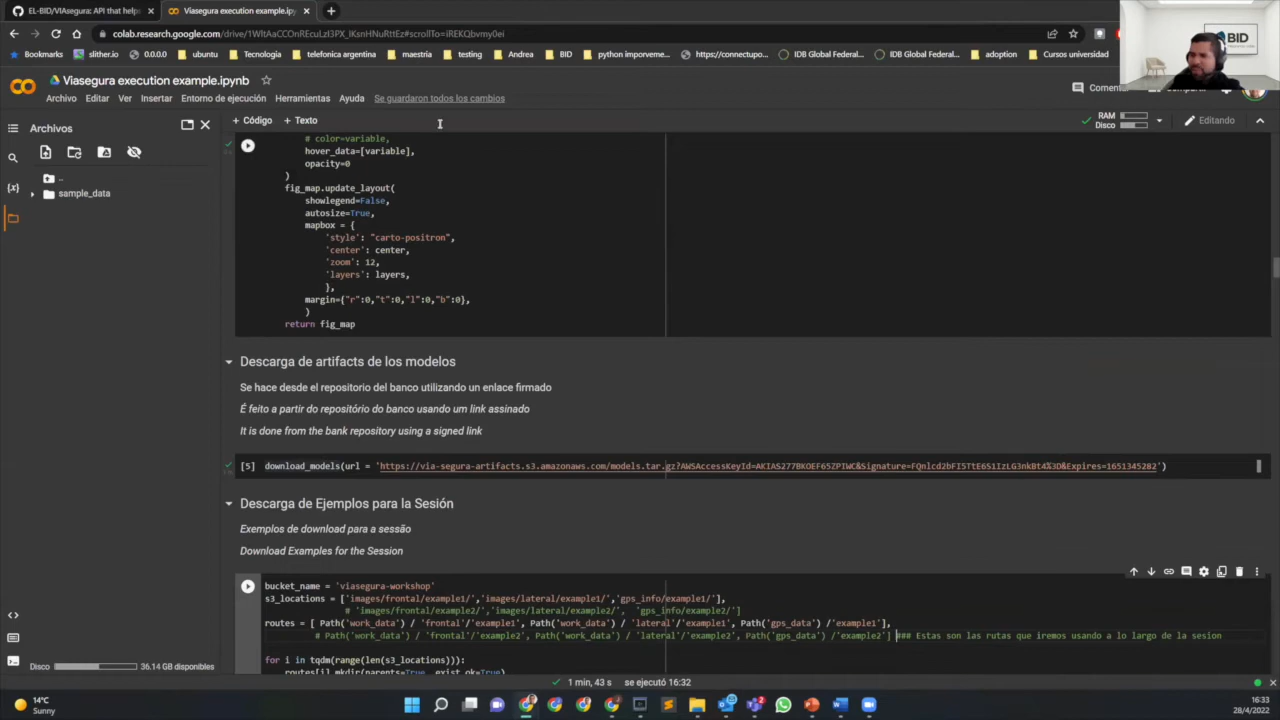 EL-BID/VIAsegura: API that help
Viasegura execution example.ipy
colab.research.google.com/drive/1WltAaCCOnREcuLzI3PX_IKsnHNuRttEz#scrollTo=iREKQbvmy0ei
Bookmarks
slither.io
0.0.0.0
ubuntu
Tecnologia
telefonica argentina
maestria
testing
Andrea
BID
python imporveme...
https://connectupo...
IDB Global Federal...
IDB Global Federal...
adoption
Cursos universidad
BID
Viasegura execution example.ipynb
Archivo Editar Ver Insertar Entorno de ejecución Herramientas Ayuda Se guardaron todos los cambios
Comentar
Archivos
+ Código + Texto
RAM
Disco
Editando
..
sample_data
# color=variable,
hover_data=[variable],
opacity=0
)
fig_map.update_layout(
showlegend=False,
autosize=True,
mapbox = {
'style': "carto-positron",
'center': center,
'zoom': 12,
'layers': layers,
},
margin={"r":0,"t":0,"l":0,"b":0},
)
return fig_map
Descarga de artifacts de los modelos
Se hace desde el repositorio del banco utilizando un enlace firmado
É feito a partir do repositório do banco usando um link assinado
It is done from the bank repository using a signed link
[5] download_models(url = 'https://via-segura-artifacts.s3.amazonaws.com/models.tar.gz?AWSAccessKeyId=AKIAS277BKOEF65ZPIWC&Signature=FQnlcd2bFI5TtE651IzLG3nkBt4%3D&Expires=1651345282')
Descarga de Ejemplos para la Sesión
Exemplos de download para a sessão
Download Examples for the Session
bucket_name = 'viasegura-workshop'
s3_locations = ['images/frontal/example1/','images/lateral/example1/','gps_info/example1/'],
# 'images/frontal/example2/','images/lateral/example2/', 'gps_info/example2/']
routes = [ Path('work_data') / 'frontal'/'example1', Path('work_data') / 'lateral'/'example1', Path('gps_data') /'example1'],
# Path('work_data') / 'frontal'/'example2', Path('work_data') / 'lateral'/'example2', Path('gps_data') /'example2'] ### Estas son las rutas que iremos usando a lo largo de la sesion
for i in tqdm(range(len(s3_locations))):
routes[i].mkdir(parents=True, exist_ok=True)
Disco 36.14 GB disponibles
1 min, 43 s se ejecutó 16:32
14°C
Sunny
16:33
28/4/2022